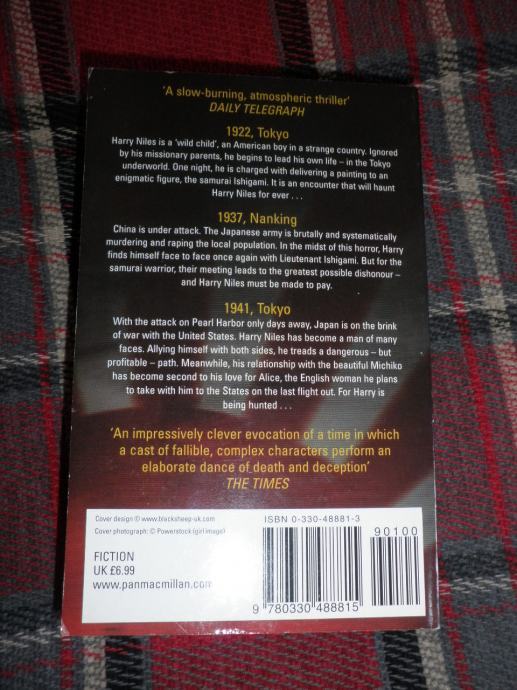 'A slow-burning, atmospheric thriller'
DAILY TELEGRAPH
1922, Tokyo
Harry Niles is a 'wild child', an American boy in a strange country. Ignored
by his missionary parents, he begins to lead his own life – in the Tokyo
underworld. One night, he is charged with delivering a painting to an
enigmatic figure, the samurai Ishigami. It is an encounter that will haunt
Harry Niles for ever . . .
1937, Nanking
China is under attack. The Japanese army is brutally and systematically
murdering and raping the local population. In the midst of this horror, Harry
finds himself face to face once again with Lieutenant Ishigami. But for the
samurai warrior, their meeting leads to the greatest possible dishonour –
and Harry Niles must be made to pay.
1941, Tokyo
With the attack on Pearl Harbor only days away, Japan is on the brink
of war with the United States. Harry Niles has become a man of many
faces. Allying himself with both sides, he treads a dangerous – but
profitable – path. Meanwhile, his relationship with the beautiful Michiko
has become second to his love for Alice, the English woman he plans
to take with him to the States on the last flight out. For Harry is
being hunted . . .
'An impressively clever evocation of a time in which
a cast of fallible, complex characters perform an
elaborate dance of death and deception'
THE TIMES
Cover design © www.blacksheep-uk.com
Cover photograph: © Powerstock (girl image)
FICTION
UK £6.99
www.panmacmillan.com
ISBN 0-330-48881-3
90100
9 780330 488815